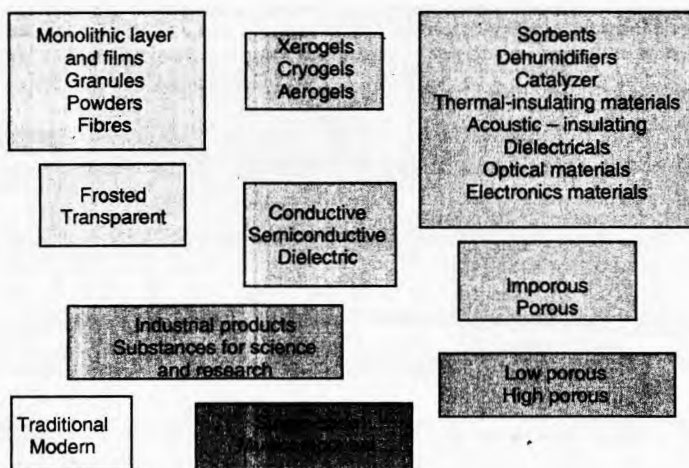 Monolithic layer
and films
Granules
Powders
Fibres
Xerogels
Cryogels
Aerogels
Sorbents
Dehumidifiers
Catalyzer
Thermal-insulating materials
Acoustic – insulating
Dielectricals
Optical materials
Electronics materials
Frosted
Transparent
Conductive
Semiconductive
Dielectric
Imporous
Porous
Industrial products
Substances for science
and research
Low porous
High porous
Traditional
Modern